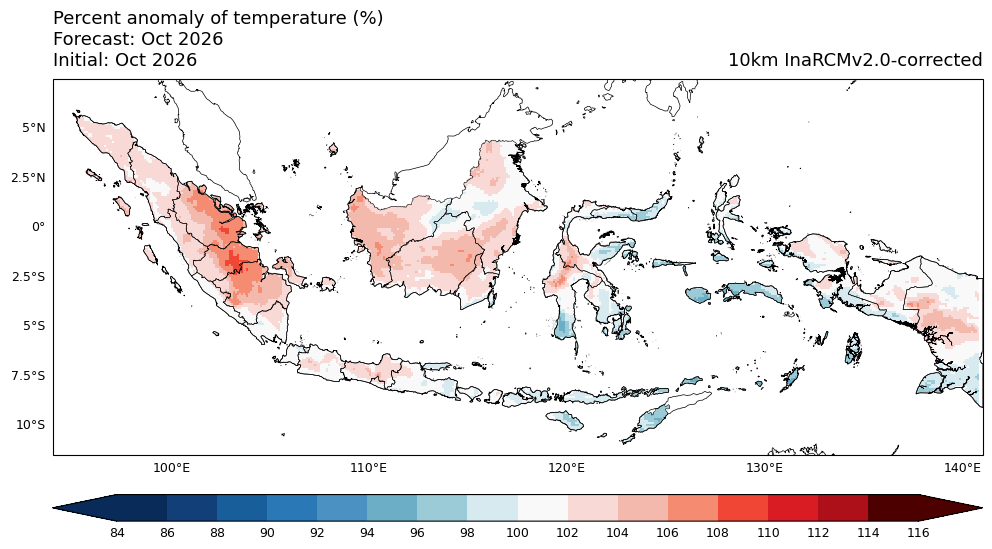 Percent anomaly of temperature (%)
Forecast: Oct 2026
Initial: Oct 2026
10km InaRCMv2.0-corrected
5°N
2.5°N
0°
2.5°S
5°S
7.5°S
10°S
100°E 110°E 120°E 130°E 140°E
84 86 88 90 92 94 96 98 100 102 104 106 108 110 112 114 116